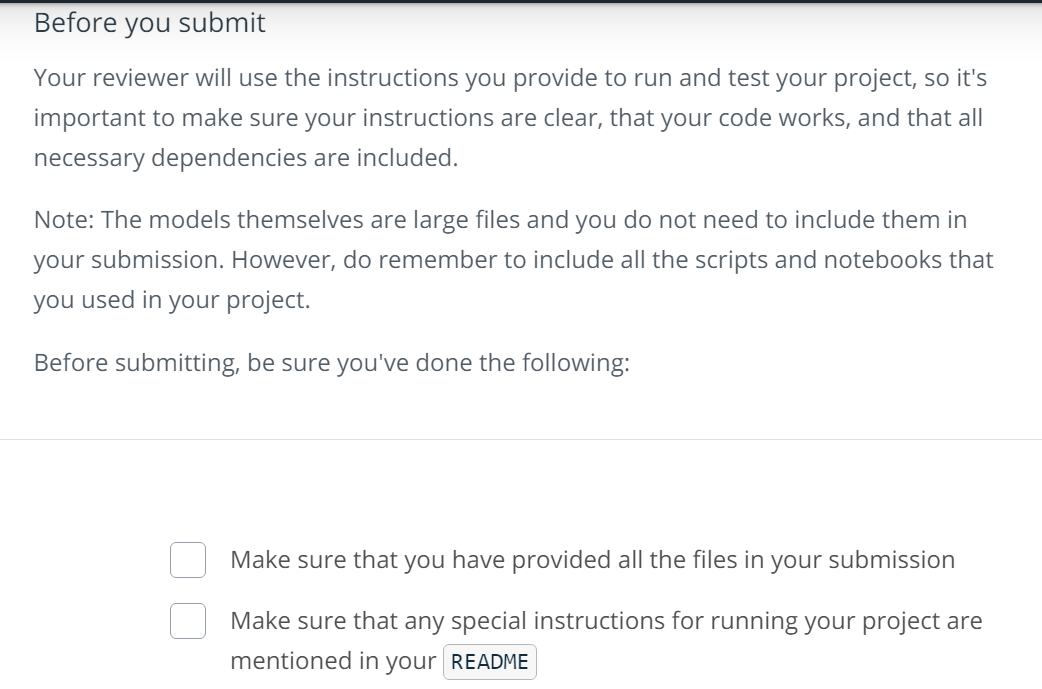 Before you submit
Your reviewer will use the instructions you provide to run and test your project, so it's
important to make sure your instructions are clear, that your code works, and that all
necessary dependencies are included.
Note: The models themselves are large files and you do not need to include them in
your submission. However, do remember to include all the scripts and notebooks that
you used in your project.
Before submitting, be sure you've done the following:
Make sure that you have provided all the files in your submission
Make sure that any special instructions for running your project are
mentioned in your README